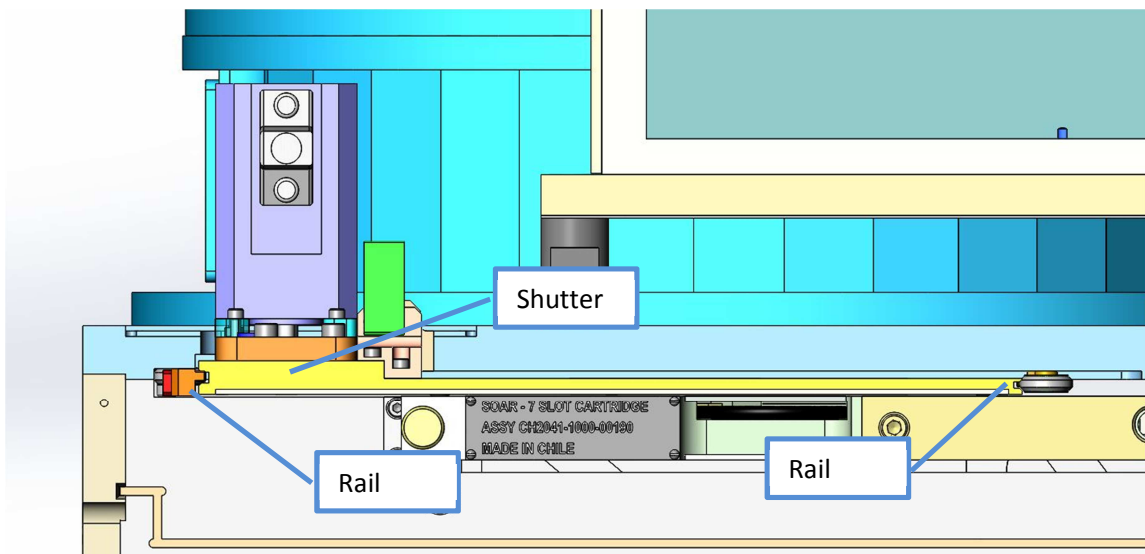 Shutter
SOAR - 7 SLOT CARTRIDGE
ASSY CH2041-1000-00190
MADE IN CHILE
Rail
Rail